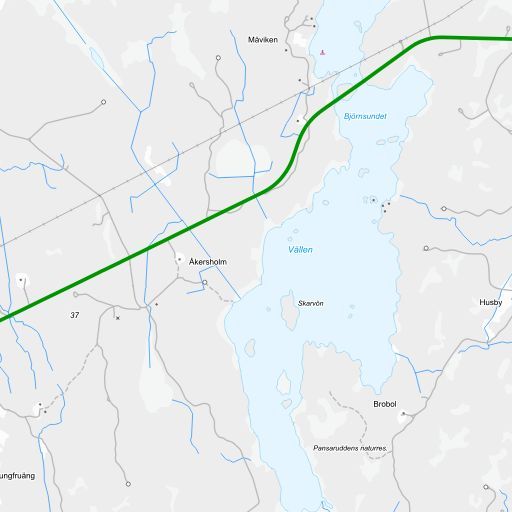 Måviken
Björnsundet
Vällen
Åkersholm
Skarvön
Husby
37
Brobol
Pansaruddens naturres.
ungfruäng